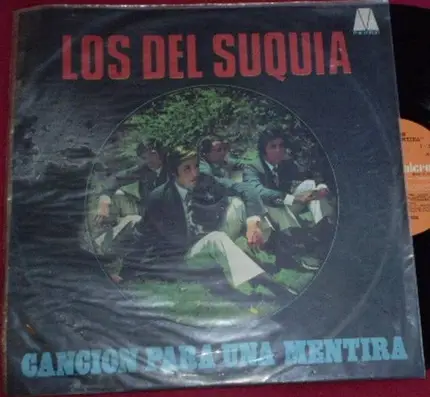 LOS DEL SUQUIA
CANCION PARA UNA MENTIRA